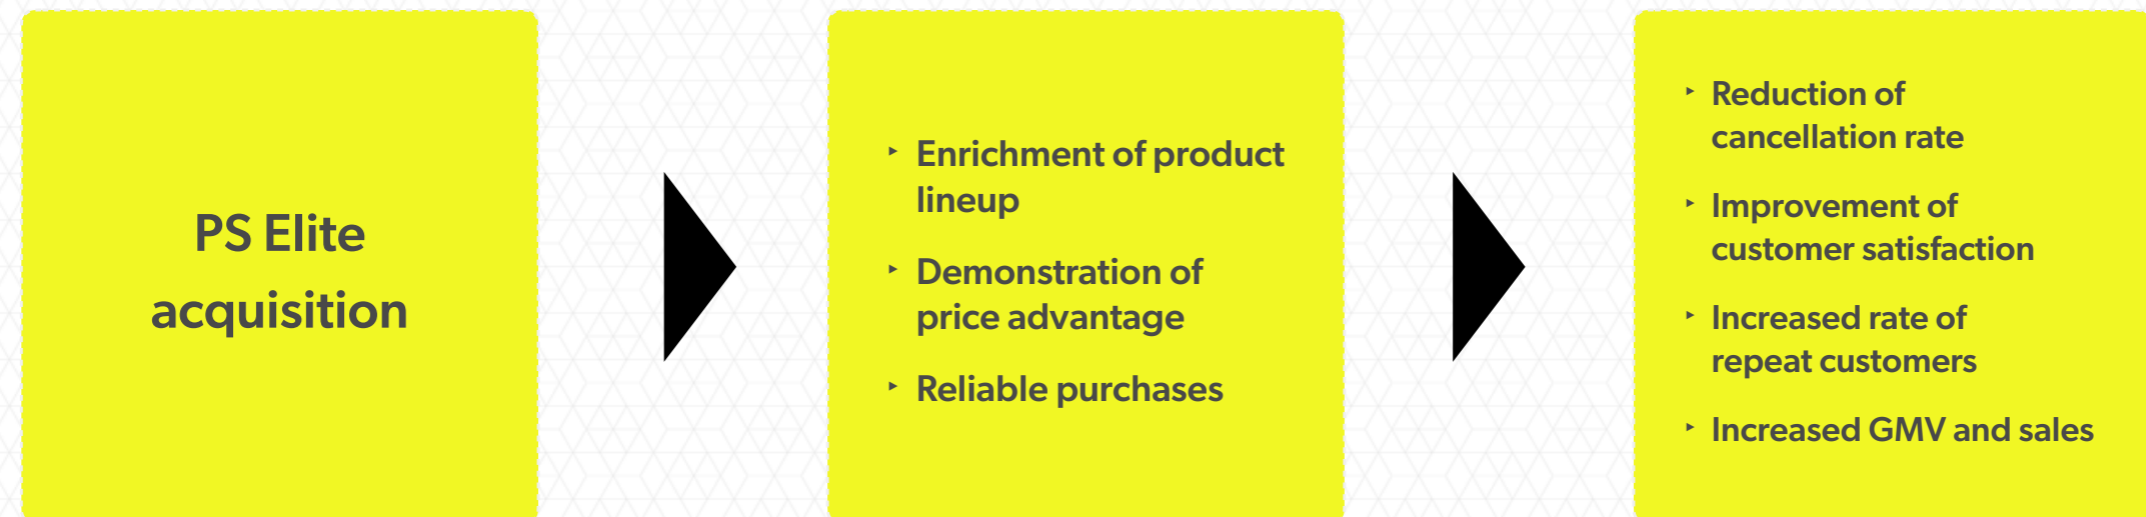 PS Elite
acquisition
‣ Enrichment of product
lineup
‣ Demonstration of
price advantage
‣ Reliable purchases
‣ Reduction of
cancellation rate
‣ Improvement of
customer satisfaction
‣ Increased rate of
repeat customers
‣ Increased GMV and sales